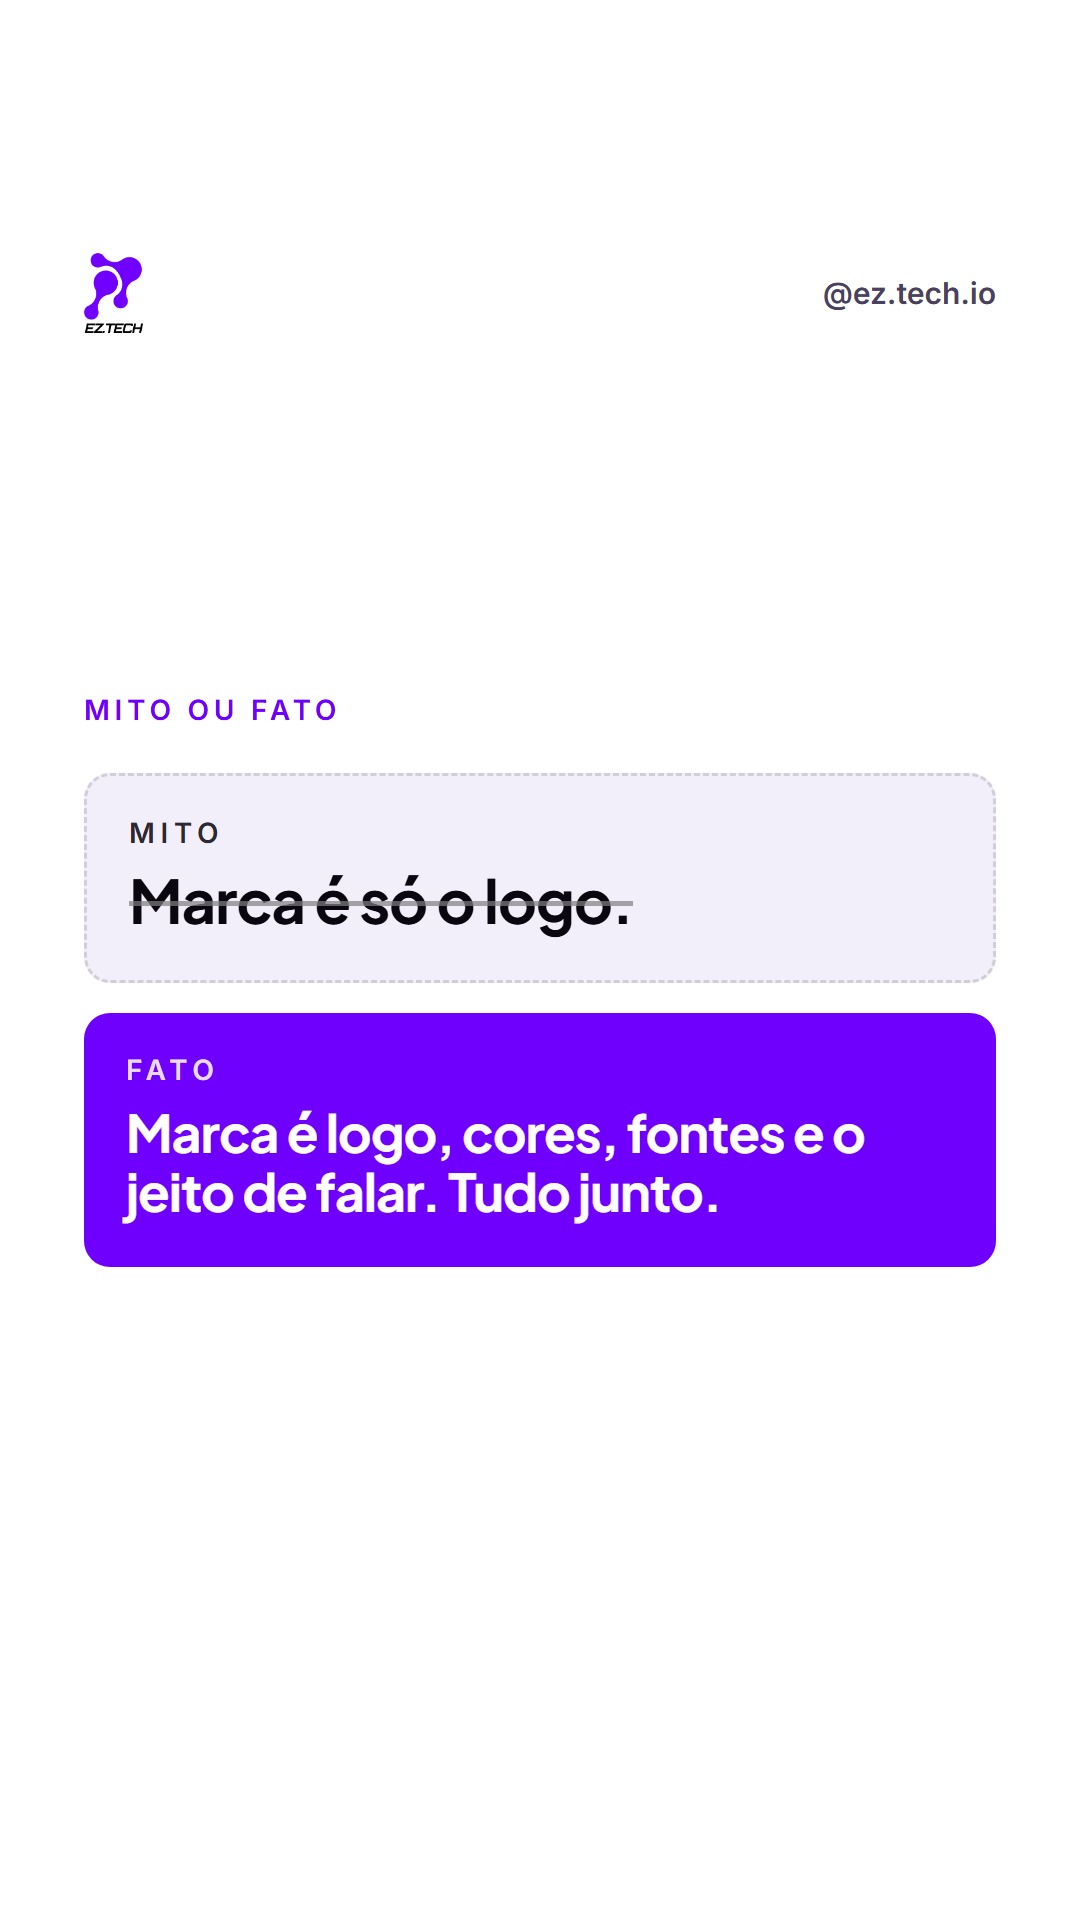 EZ.TECH
@ez.tech.io
MITO OU FATO
MITO
Marca é só o logo.
FATO
Marca é logo, cores, fontes e o
jeito de falar. Tudo junto.